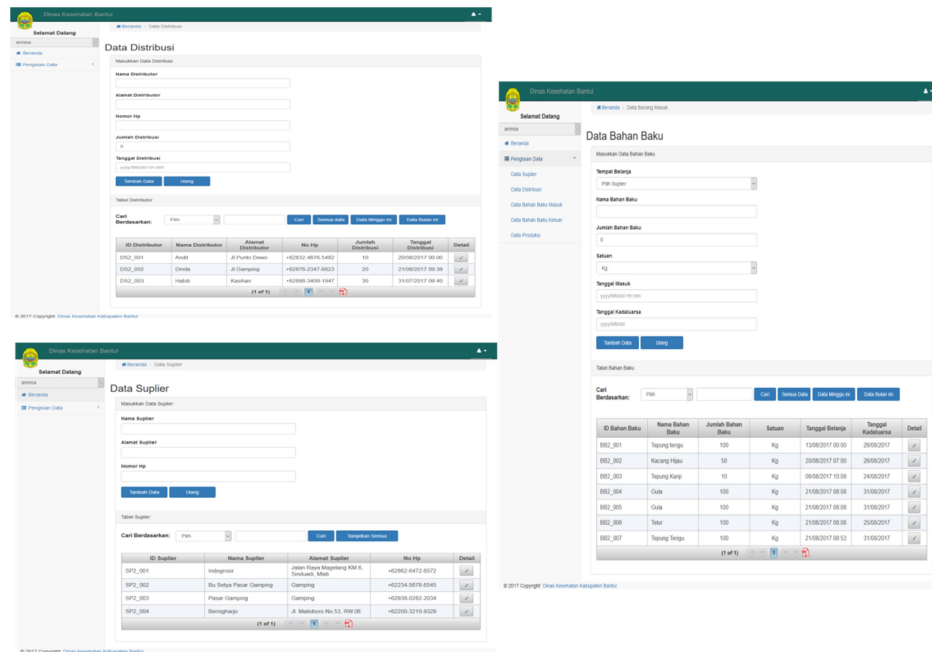 Dinas Kesehatan Bantul
Selamat Datang
annisa
Beranda
Pengisian Data
Beranda / Data Distribusi
Data Distribusi
Masukkan Data Distribusi
Nama Distributor
Alamat Distributor
Nomor Hp
Jumlah Distribusi
0
Tanggal Distribusi
yyyy/MM/dd HH:mm
Tambah Data Ulang
Tabel Distributor
Cari Berdasarkan: Pilih Cari Semua data Data Minggu ini Data Bulan ini
ID Distributor Nama Distributor Alamat Distributor No Hp Jumlah Distribusi Tanggal Distribusi Detail
DS2_001 Andit Jl.Punto Dewo +62832-4876-5482 10 20/08/2017 00:00
DS2_002 Dinda Jl.Gamping +62876-2347-6823 20 21/08/2017 09:39
DS2_003 Habib Kasihan +62898-3409-1847 30 31/07/2017 09:40
(1 of 1) 1
© 2017 Copyright: Dinas Kesehatan Kabupaten Bantul
Dinas Kesehatan Bantul
Selamat Datang
annisa
Beranda
Pengisian Data
Beranda / Data Suplier
Data Suplier
Masukkan Data Suplier
Nama Suplier
Alamat Suplier
Nomor Hp
Tambah Data Ulang
Tabel Suplier
Cari Berdasarkan: Pilih Cari Tampilkan Semua
ID Suplier Nama Suplier Alamat Suplier No Hp Detail
SP2_001 Indogrosir Jalan Raya Magelang KM 6, Sinduadi, Mlati +62862-6472-6572
SP2_002 Bu Setya Pasar Gamping Gamping +62234-5678-6545
SP2_003 Pasar Gamping Gamping +62838-0282-2034
SP2_004 Beringharjo Jl. Malioboro No.53, RW 08 +62200-3210-9328
(1 of 1) 1
© 2017 Copyright: Dinas Kesehatan Kabupaten Bantul
Dinas Kesehatan Bantul
Selamat Datang
annisa
Beranda
Pengisian Data
Data Suplier
Data Distribusi
Data Bahan Baku Masuk
Data Bahan Baku Keluar
Data Produksi
Beranda / Data Barang Masuk
Data Bahan Baku
Masukkan Data Bahan Baku
Tempat Belanja
Pilih Suplier
Nama Bahan Baku
Jumlah Bahan Baku
0
Satuan
Kg
Tanggal Masuk
yyyy/MM/dd HH:mm
Tanggal Kadaluarsa
yyyy/MM/dd
Tambah Data Ulang
Tabel Bahan Baku
Cari Berdasarkan: Pilih Cari Semua Data Data Minggu ini Data Bulan ini
ID Bahan Baku Nama Bahan Baku Jumlah Bahan Baku Satuan Tanggal Belanja Tanggal Kadaluarsa Detail
BB2_001 Tepung terigu 100 Kg 13/08/2017 00:00 26/08/2017
BB2_002 Kacang Hijau 50 Kg 20/08/2017 07:00 26/08/2017
BB2_003 Tepung Kanji 10 Kg 08/08/2017 10:08 24/08/2017
BB2_004 Gula 100 Kg 21/08/2017 08:08 31/08/2017
BB2_005 Gula 100 Kg 21/08/2017 08:08 31/08/2017
BB2_006 Telur 100 Kg 21/08/2017 08:08 25/08/2017
BB2_007 Tepung Terigu 100 Kg 21/08/2017 08:53 31/08/2017
(1 of 1) 1
© 2017 Copyright: Dinas Kesehatan Kabupaten Bantul